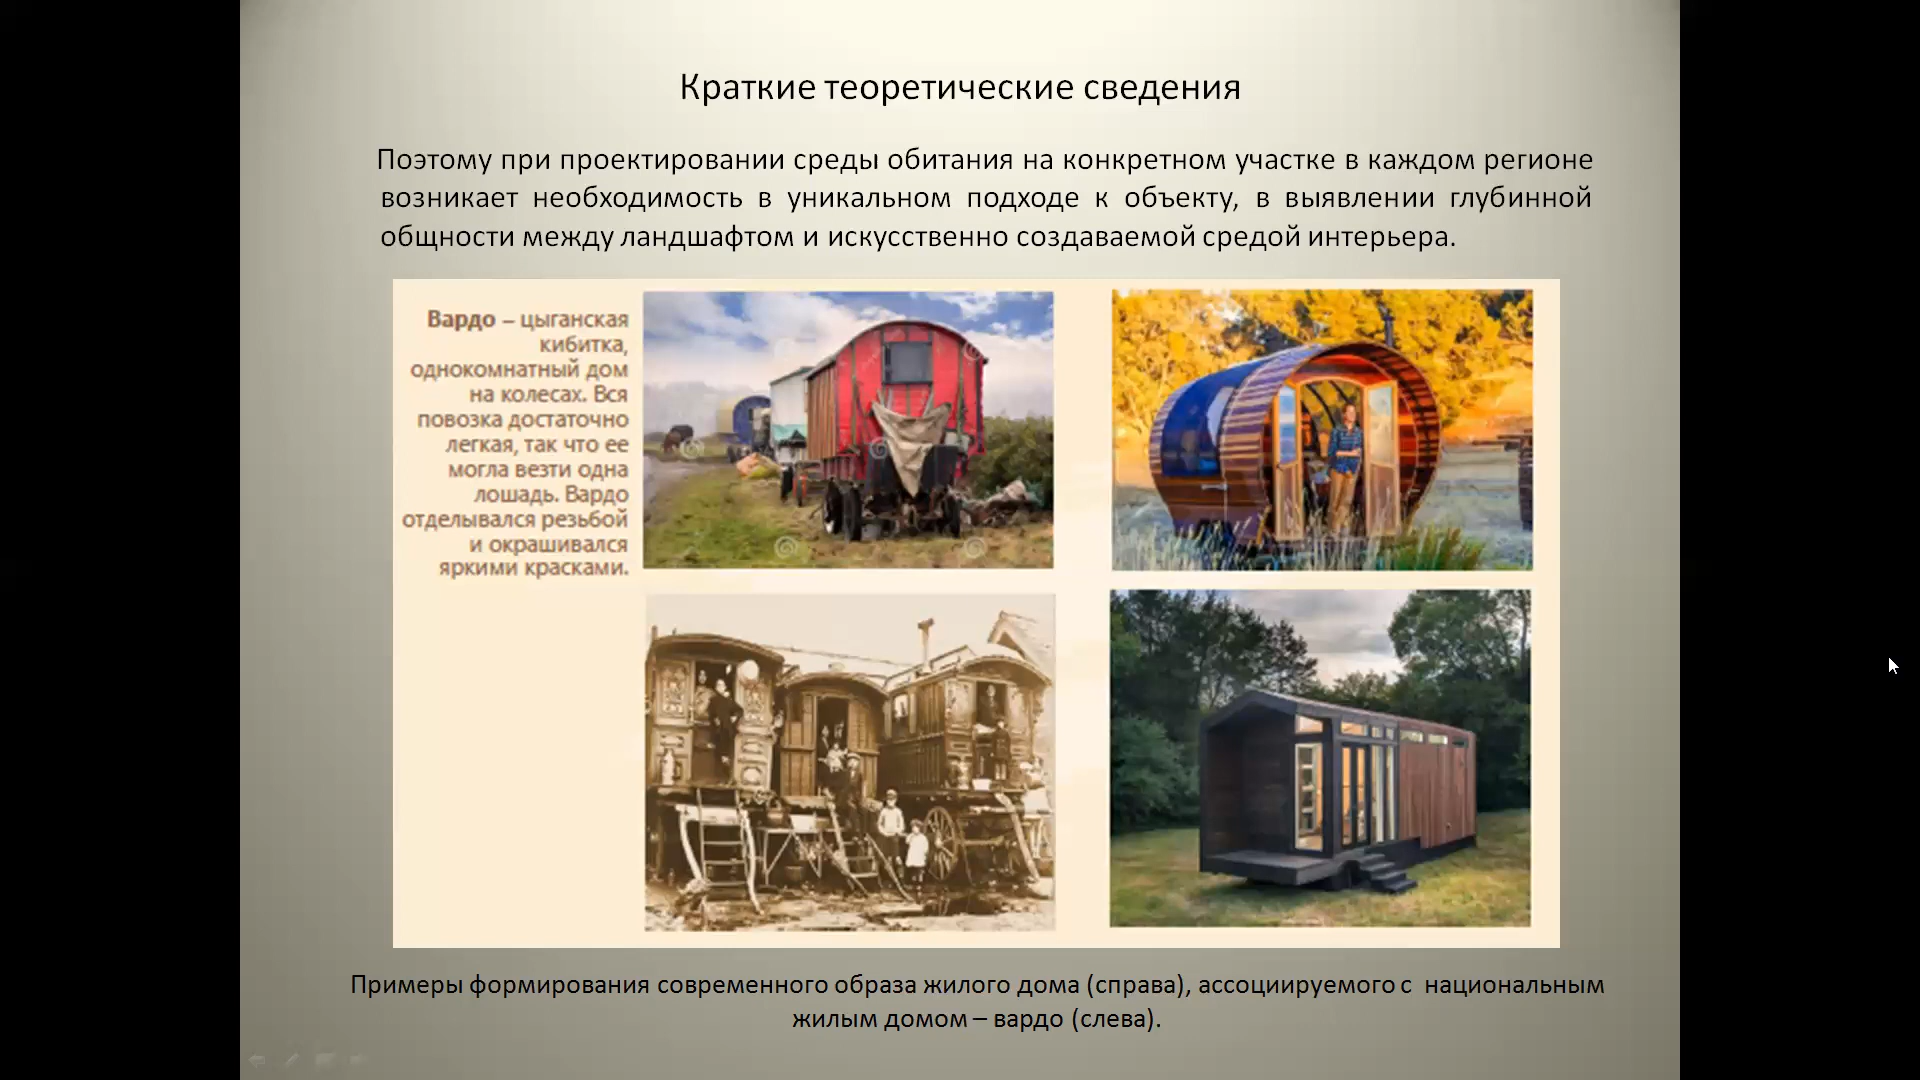 Краткие теоретические сведения
Поэтому при проектировании среды обитания на конкретном участке в каждом регионе
возникает необходимость в уникальном подходе к объекту, в выявлении глубинной
общности между ландшафтом и искусственно создаваемой средой интерьера.
Вардо – цыганская
кибитка,
однокомнатный дом
на колесах. Вся
повозка достаточно
легкая, так что ее
могла везти одна
лошадь. Вардо
отделывался резьбой
и окрашивался
яркими красками.
Примеры формирования современного образа жилого дома (справа), ассоциируемого с национальным
жилым домом – вардо (слева).